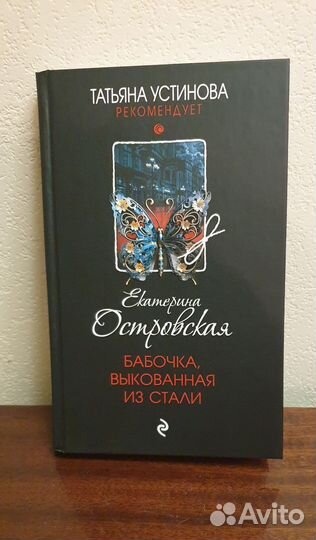 ТАТЬЯНА УСТИНОВА
РЕКОМЕНДУЕТ
Екатерина
Островская
БАБОЧКА,
ВЫКОВАННАЯ
ИЗ СТАЛИ
Avito